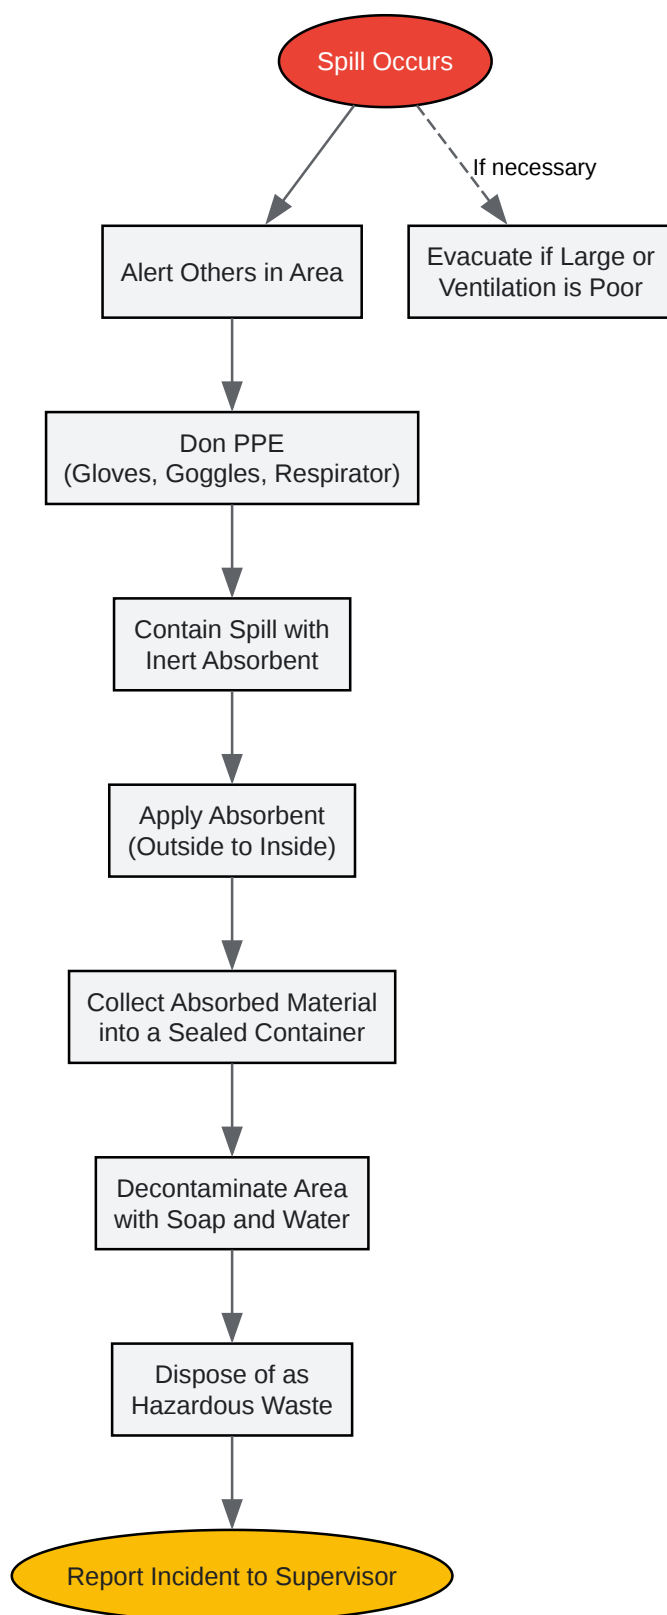 Spill Occurs
If necessary
Alert Others in Area
Evacuate if Large or
Ventilation is Poor
Don PPE
(Gloves, Goggles, Respirator)
Contain Spill with
Inert Absorbent
Apply Absorbent
(Outside to Inside)
Collect Absorbed Material
into a Sealed Container
Decontaminate Area
with Soap and Water
Dispose of as
Hazardous Waste
Report Incident to Supervisor